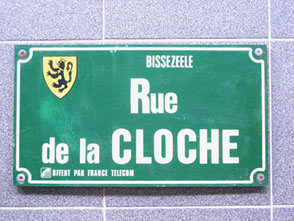 BISSEZEELE
Rue
de la CLOCHE
OFFERT PAR FRANCE TELECOM